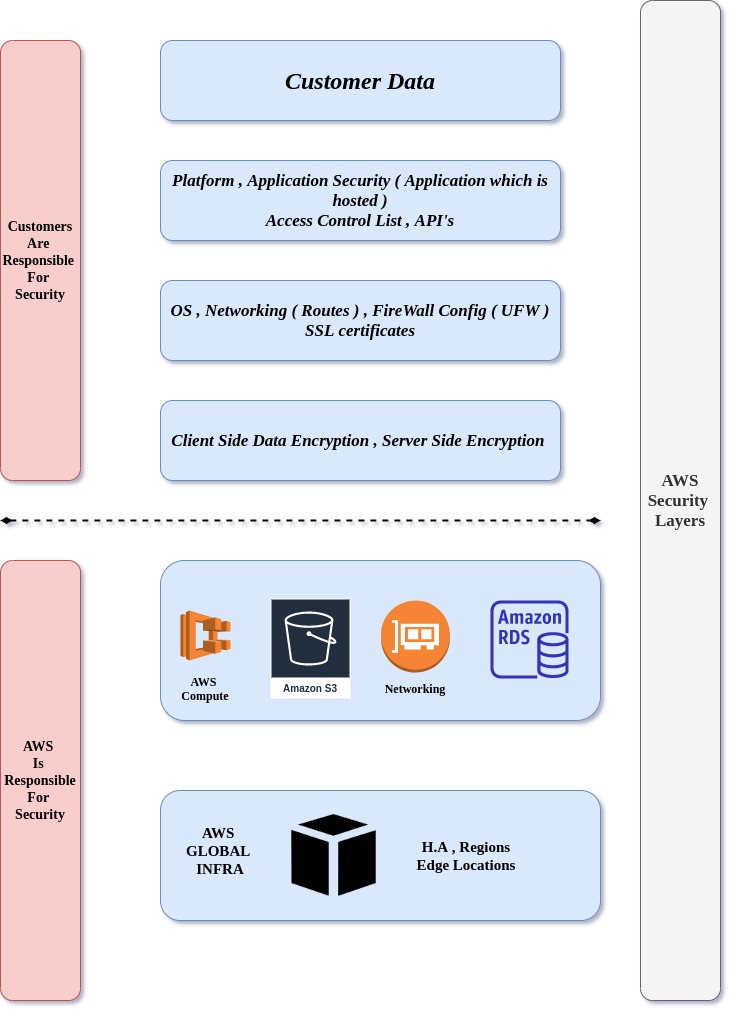 Customer Data
Platform , Application Security ( Application which is
hosted )
Access Control List , API's
Customers
Are
Responsible
For
Security
OS , Networking ( Routes ) , FireWall Config ( UFW )
SSL certificates
Client Side Data Encryption , Server Side Encryption
AWS
Security
Layers
Amazon
RDS
AWS
Compute
Amazon S3
Networking
AWS
Is
Responsible
For
Security
AWS
GLOBAL
INFRA
H.A , Regions
Edge Locations